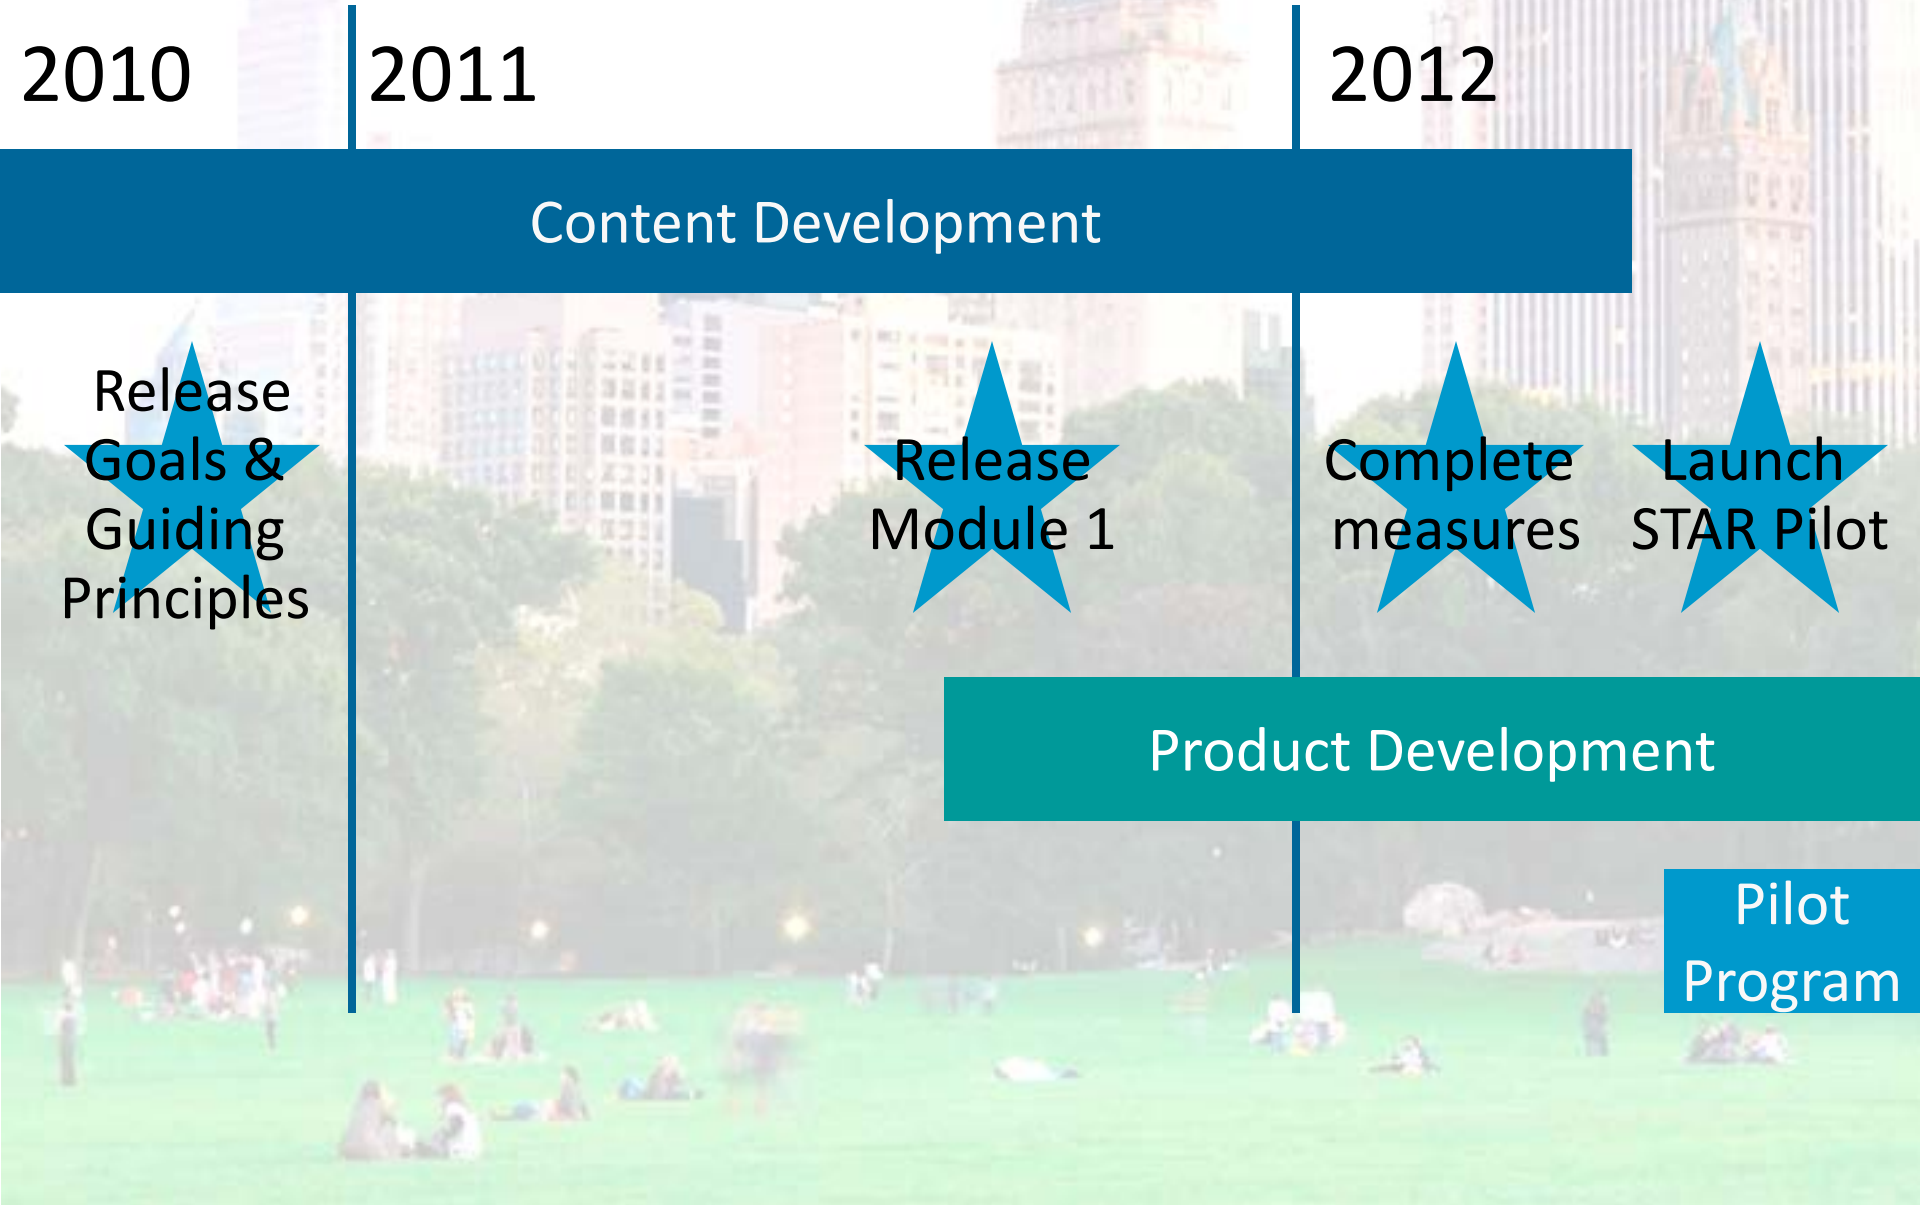 2010
2011
2012
Content Development
Release
Goals &
Guiding
Principles
Release
Module 1
Complete
measures
Launch
STAR Pilot
Product Development
Pilot
Program